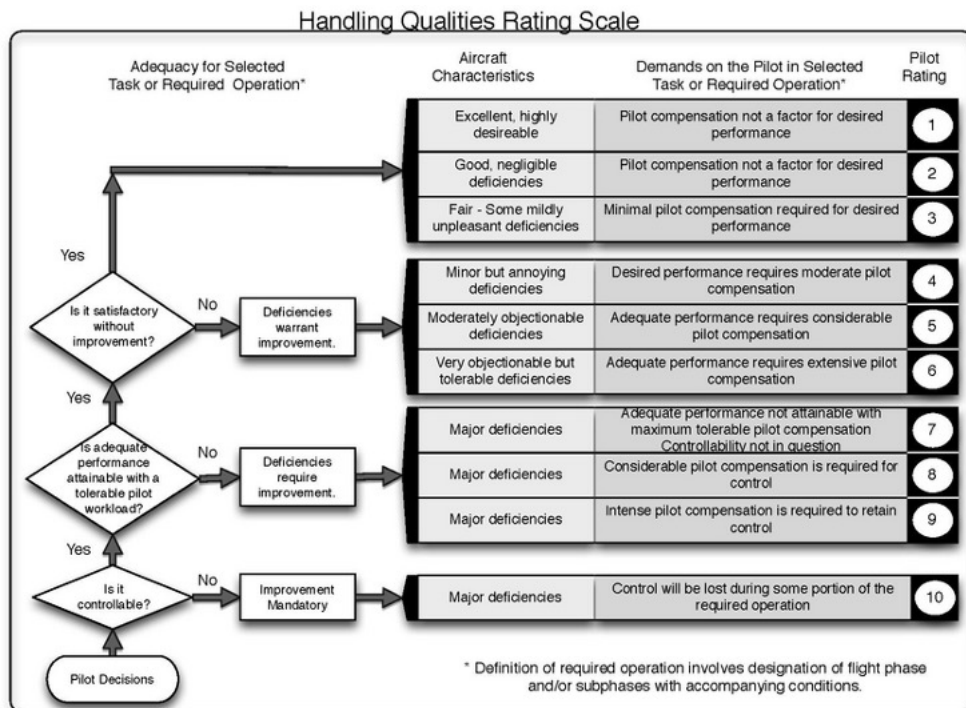 Handling Qualities Rating Scale
Adequacy for Selected
Task or Required Operation*
Aircraft
Characteristics
Demands on the Pilot in Selected
Task or Required Operation*
Pilot
Rating
Excellent, highly
desireable
Pilot compensation not a factor for desired
performance
1
Good, negligible
deficiencies
Pilot compensation not a factor for desired
performance
2
Fair - Some mildly
unpleasant deficiencies
Minimal pilot compensation required for desired
performance
3
Yes
Is it satisfactory
without
improvement?
No
Deficiencies
warrant
improvement.
Minor but annoying
deficiencies
Desired performance requires moderate pilot
compensation
4
Moderately objectionable
deficiencies
Adequate performance requires considerable
pilot compensation
5
Very objectionable but
tolerable deficiencies
Adequate performance requires extensive pilot
compensation
6
Yes
Is adequate
performance
attainable with a
tolerable pilot
workload?
No
Deficiencies
require
improvement.
Major deficiencies
Adequate performance not attainable with
maximum tolerable pilot compensation
Controllability not in question
7
Major deficiencies
Considerable pilot compensation is required for
control
8
Major deficiencies
Intense pilot compensation is required to retain
control
9
Yes
Is it
controllable?
No
Improvement
Mandatory
Major deficiencies
Control will be lost during some portion of the
required operation
10
Pilot Decisions
* Definition of required operation involves designation of flight phase
and/or subphases with accompanying conditions.